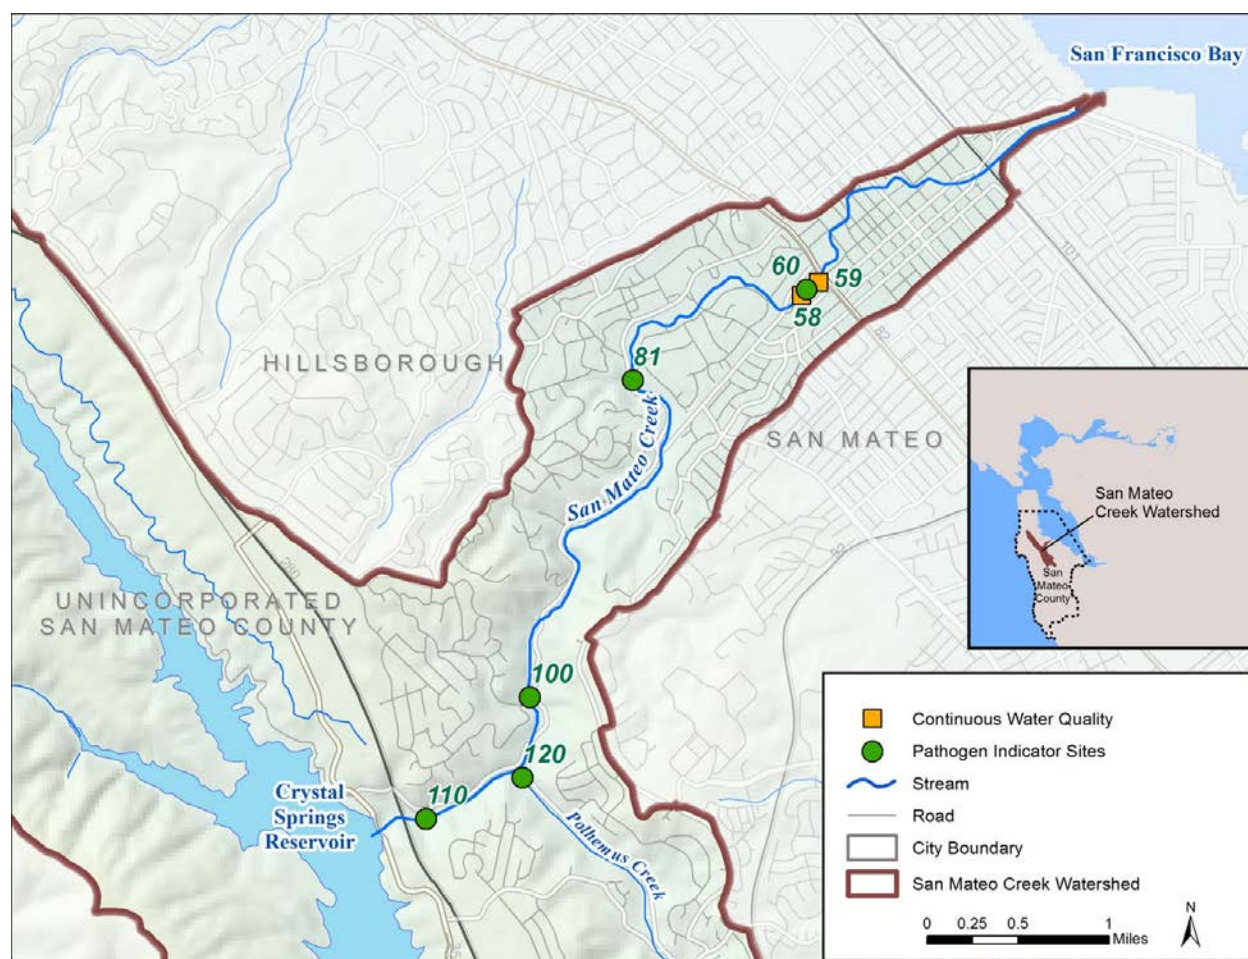 San Francisco Bay
101
60
59
58
82
81
HILLSBOROUGH
SAN MATEO
San Mateo Creek
San Mateo
Creek Watershed
San
Mateo
County
92
280
UNINCORPORATED
SAN MATEO COUNTY
100
120
110
Crystal
Springs
Reservoir
Polhemus Creek
Continuous Water Quality
Pathogen Indicator Sites
Stream
Road
City Boundary
San Mateo Creek Watershed
0 0.25 0.5 1
Miles
N